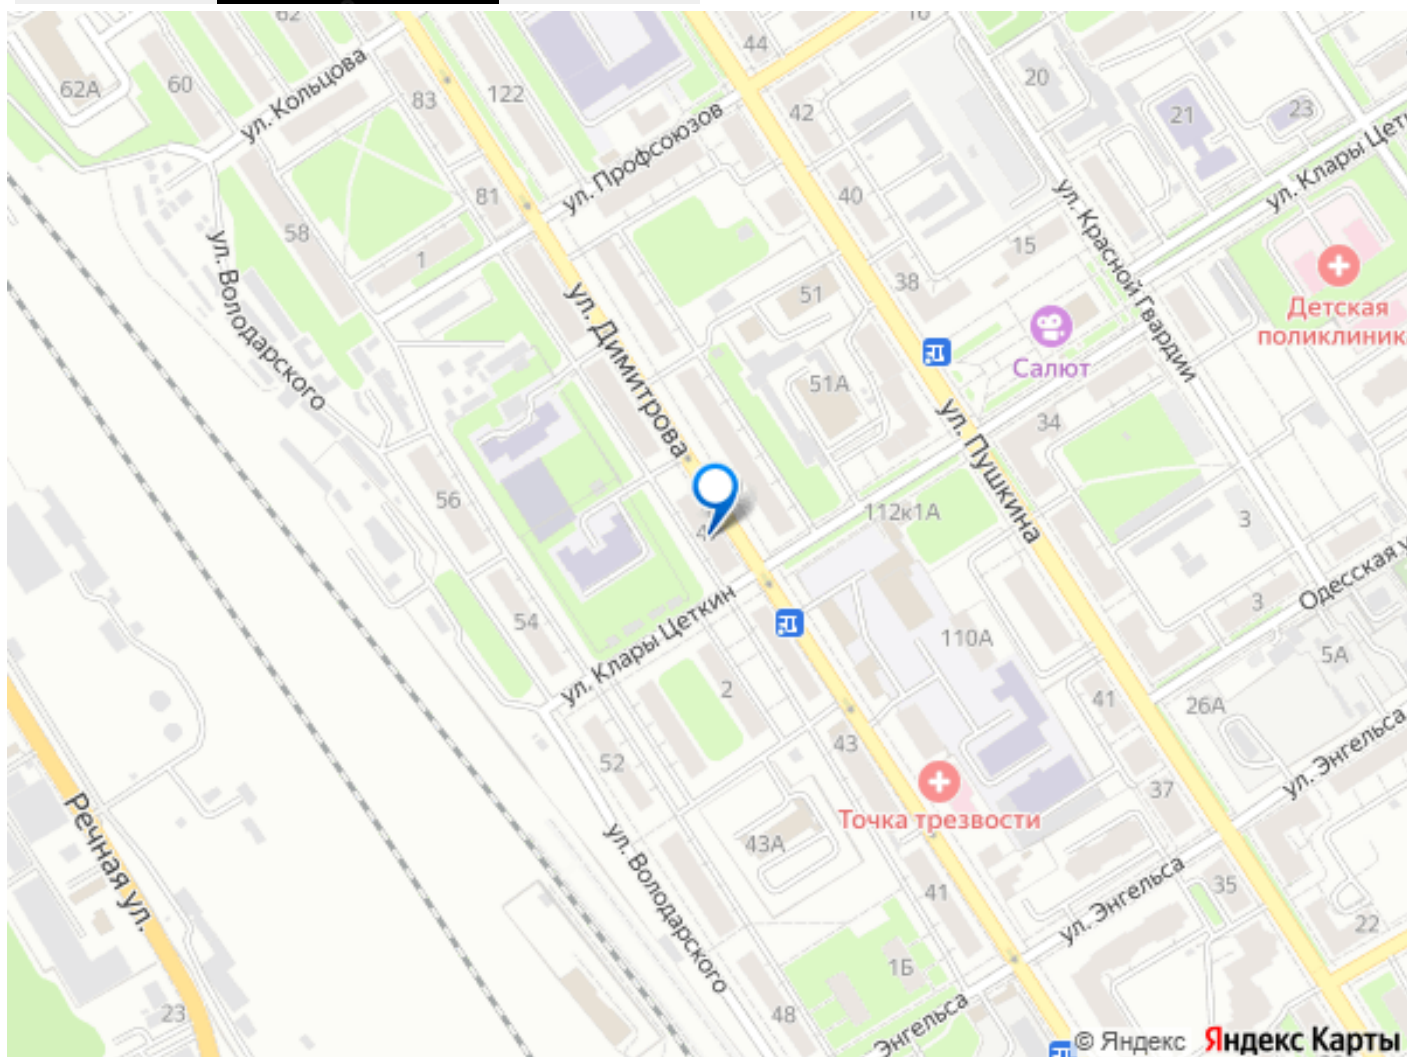 62
16
44
62А
60
ул. Кольцова
83
122
20
42
21
23
ул. Профсоюзов
ул. Клары Цет
81
40
ул. Красной Гвардии
58
1
15
ул. Володарского
51
38
Детская
поликлиник
ул. Димитрова
Салют
51А
ул. Пушкина
34
56
112к1А
3
4
Одесская у
3
54
ул. Клары Цеткин
110А
5А
2
41
26А
43
52
ул. Энгельса
37
Точка трезвости
Речная ул.
43А
ул. Володарского
41
35
ул. Энгельса
22
1Б
23
48
Энгельса
© Яндекс Яндекс Карты